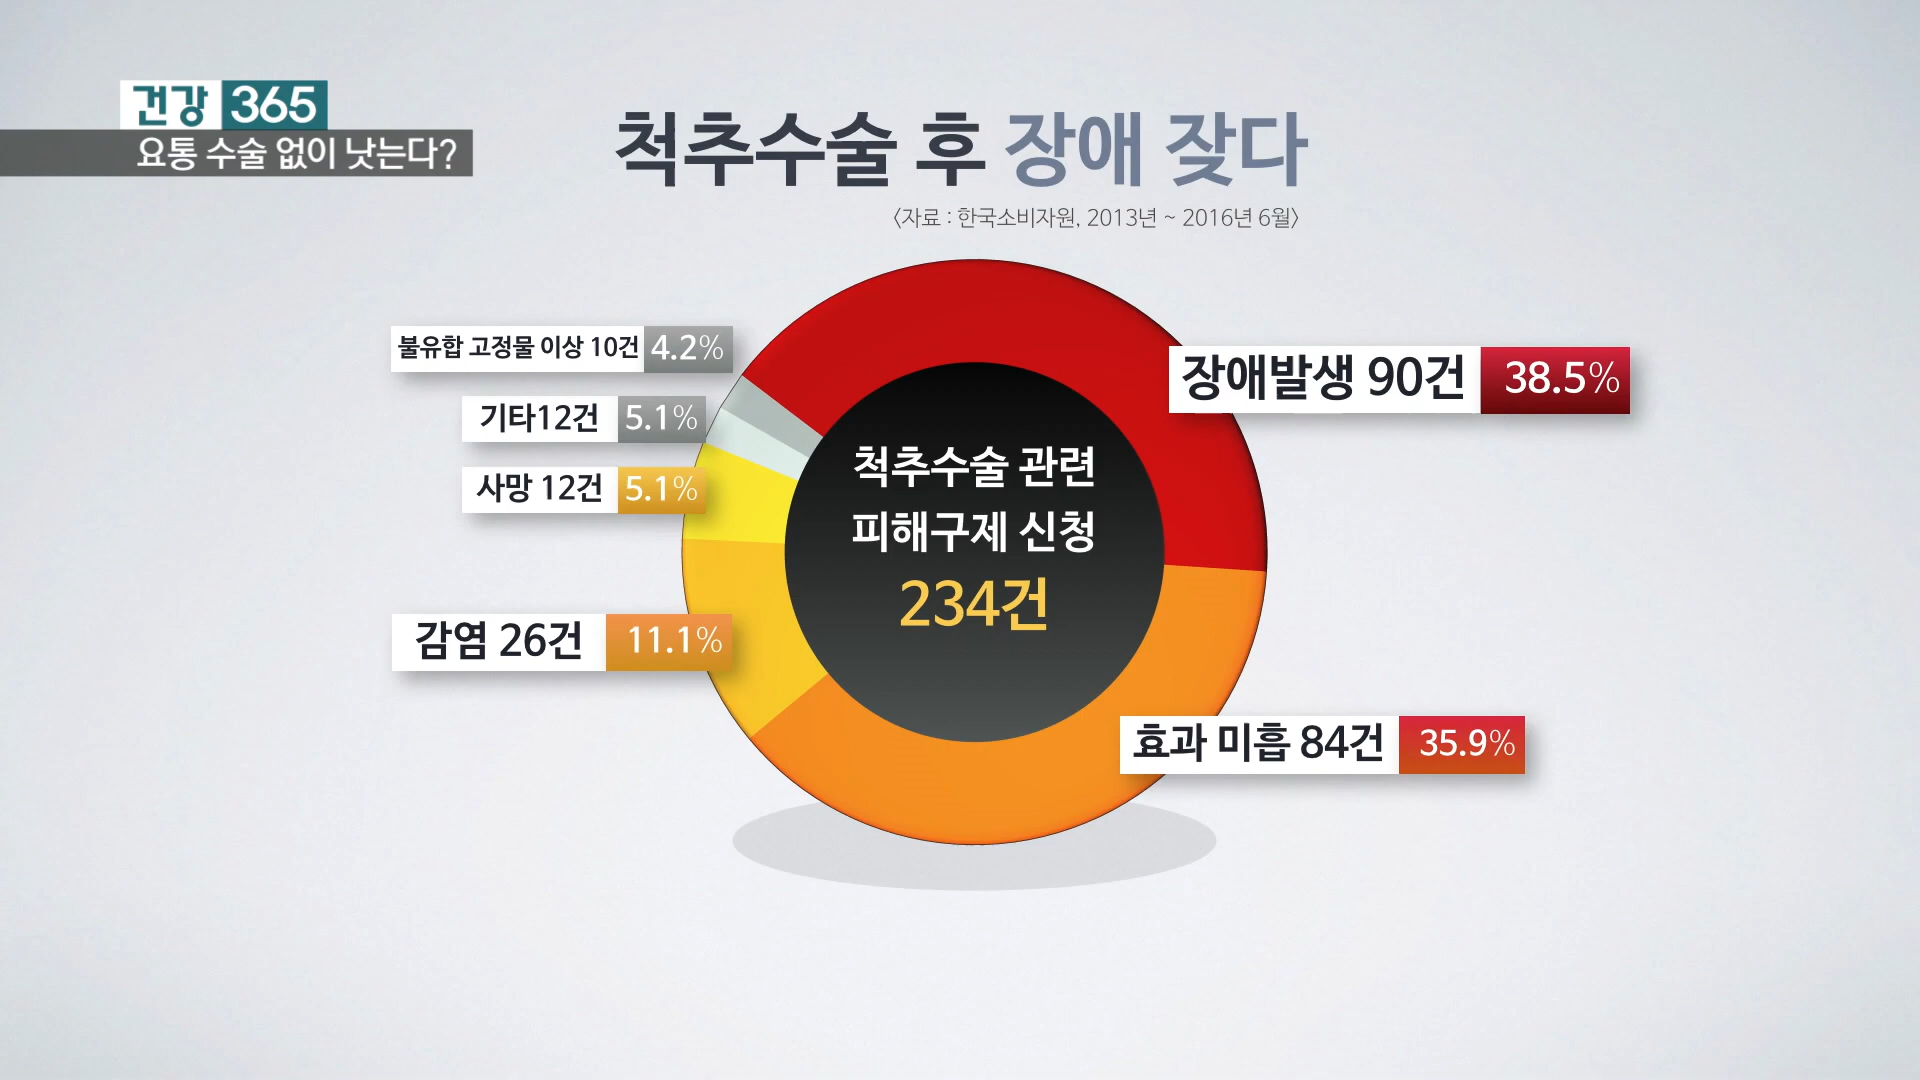 건강 365
요통 수술 없이 낫는다?
척추수술 후 장애 잦다
〈자료 : 한국소비자원, 2013년 ~ 2016년 6월〉
불유합 고정물 이상 10건 4.2%
장애발생 90건 38.5%
기타12건 5.1%
사망 12건 5.1%
척추수술 관련
피해구제 신청
234건
감염 26건 11.1%
효과 미흡 84건 35.9%